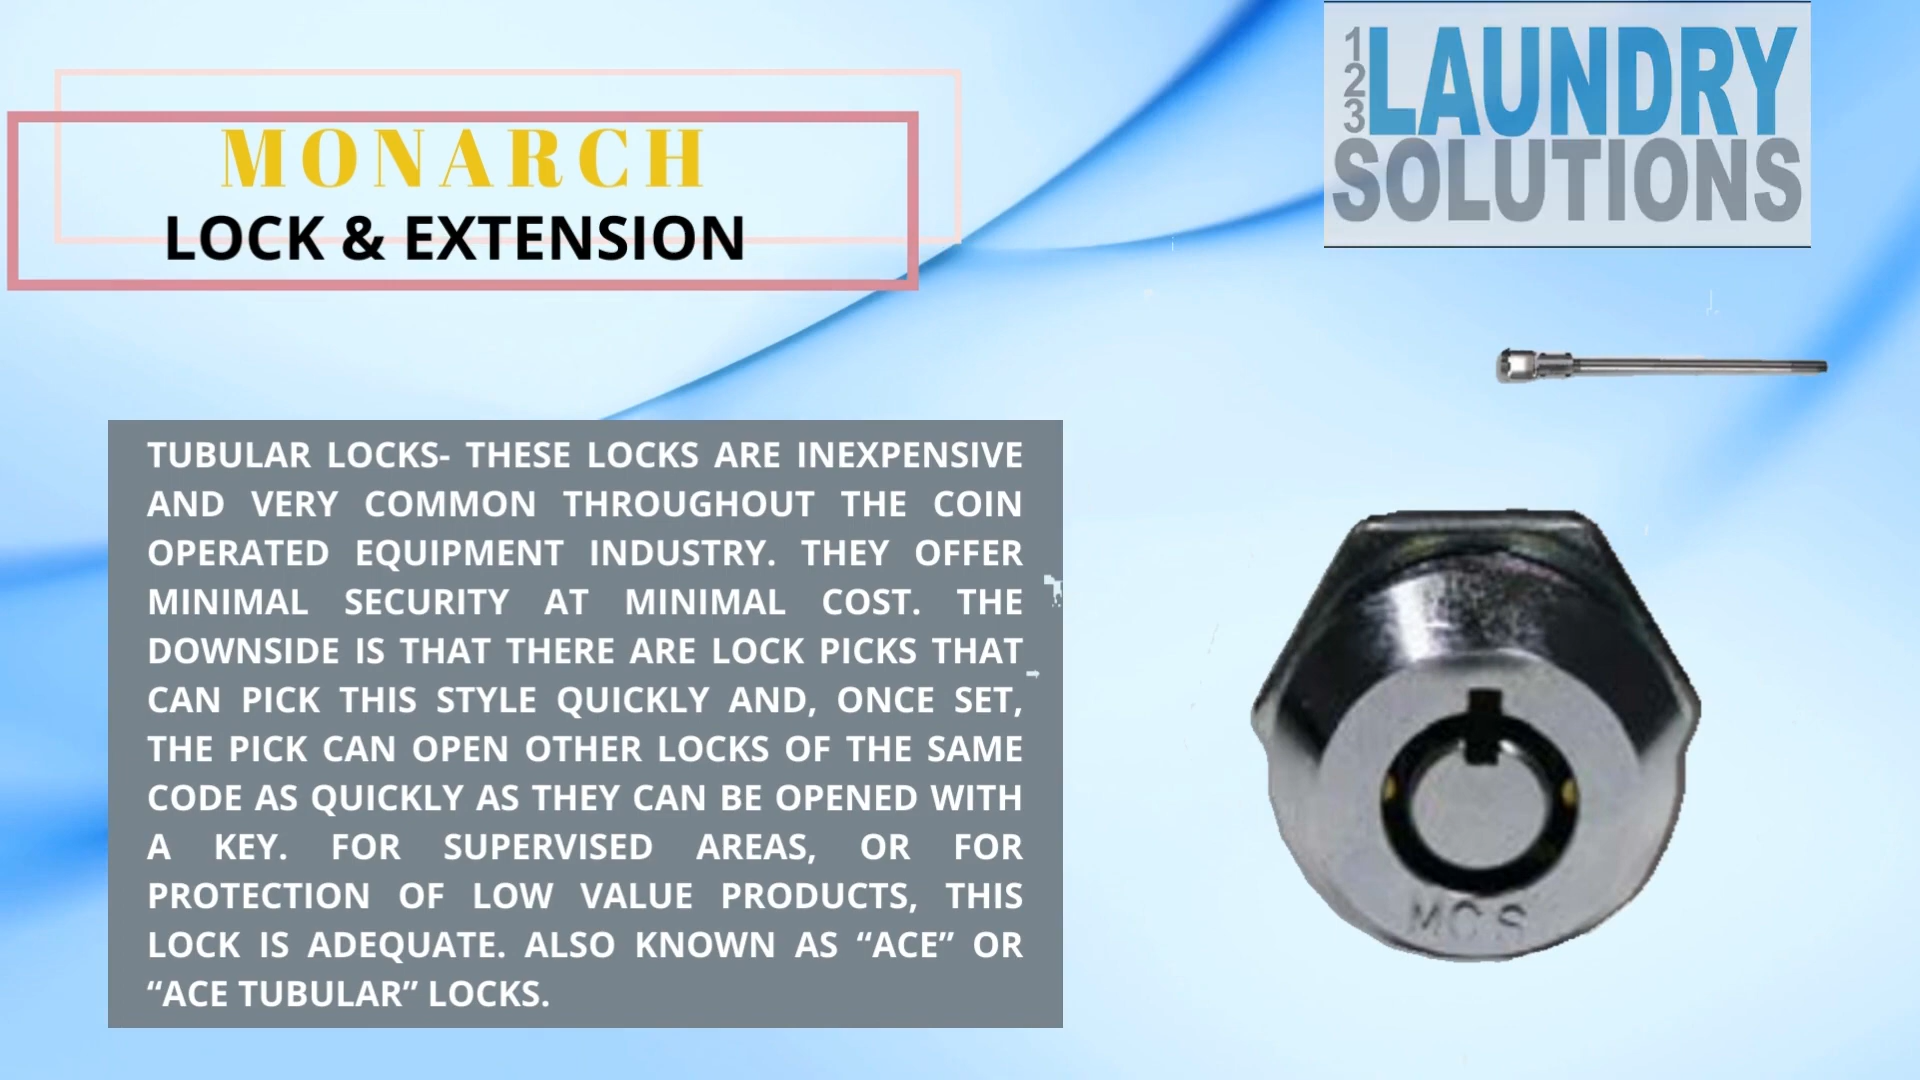 MONARCH
LOCK & EXTENSION
1
2
3
LAUNDRY
SOLUTIONS
TUBULAR LOCKS- THESE LOCKS ARE INEXPENSIVE
AND VERY COMMON THROUGHOUT THE COIN
OPERATED EQUIPMENT INDUSTRY. THEY OFFER
MINIMAL SECURITY AT MINIMAL COST. THE
DOWNSIDE IS THAT THERE ARE LOCK PICKS THAT
CAN PICK THIS STYLE QUICKLY AND, ONCE SET,
THE PICK CAN OPEN OTHER LOCKS OF THE SAME
CODE AS QUICKLY AS THEY CAN BE OPENED WITH
A KEY. FOR SUPERVISED AREAS, OR FOR
PROTECTION OF LOW VALUE PRODUCTS, THIS
LOCK IS ADEQUATE. ALSO KNOWN AS “ACE” OR
“ACE TUBULAR” LOCKS.
MCS